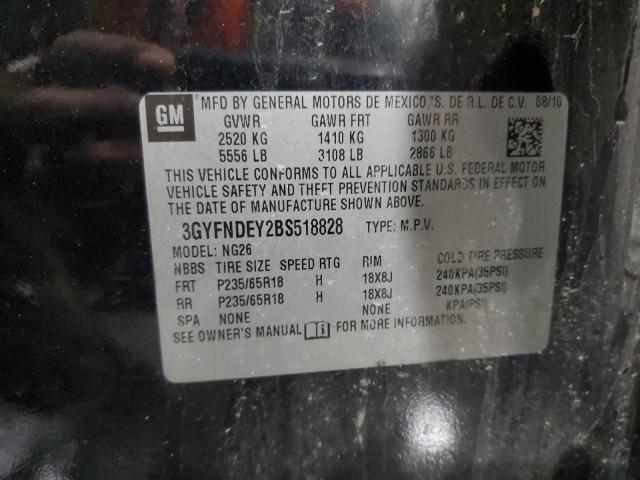 GM
MFD BY GENERAL MOTORS DE MEXICO, S. DE R.L. DE C.V. 08/10
GVWR GAWR FRT GAWR RR
2520 KG 1410 KG 1300 KG
5556 LB 3108 LB 2866 LB
THIS VEHICLE CONFORMS TO ALL APPLICABLE U.S. FEDERAL MOTOR
VEHICLE SAFETY AND THEFT PREVENTION STANDARDS IN EFFECT ON
THE DATE OF MANUFACTURE SHOWN ABOVE.
3GYFNDEY2BS518828 TYPE: M.P.V.
MODEL: NG26
NBBS TIRE SIZE SPEED RTG RIM COLD TIRE PRESSURE
FRT P235/65R18 H 18X8J 240KPA(35PSI)
RR P235/65R18 H 18X8J 240KPA(35PSI)
SPA NONE NONE KPA(PSI)
SEE OWNER'S MANUAL FOR MORE INFORMATION.